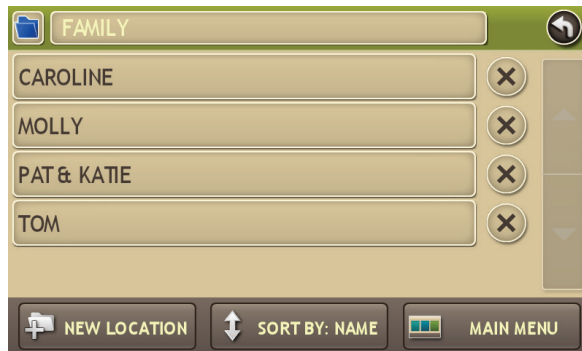 FAMILY
CAROLINE
MOLLY
PAT & KATIE
TOM
NEW LOCATION
SORT BY: NAME
MAIN MENU